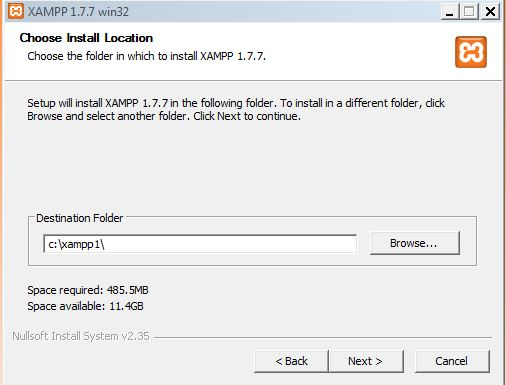 XAMPP 1.7.7 win32
Choose Install Location
Choose the folder in which to install XAMPP 1.7.7.
Setup will install XAMPP 1.7.7 in the following folder. To install in a different folder, click
Browse and select another folder. Click Next to continue.
Destination Folder
c:\xampp1\
Browse...
Space required: 485.5MB
Space available: 11.4GB
Nullsoft Install System v2.35
< Back
Next >
Cancel